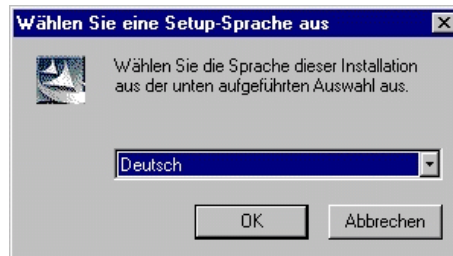 Wählen Sie eine Setup-Sprache aus
Wählen Sie die Sprache dieser Installation
aus der unten aufgeführten Auswahl aus.
Deutsch
OK
Abbrechen